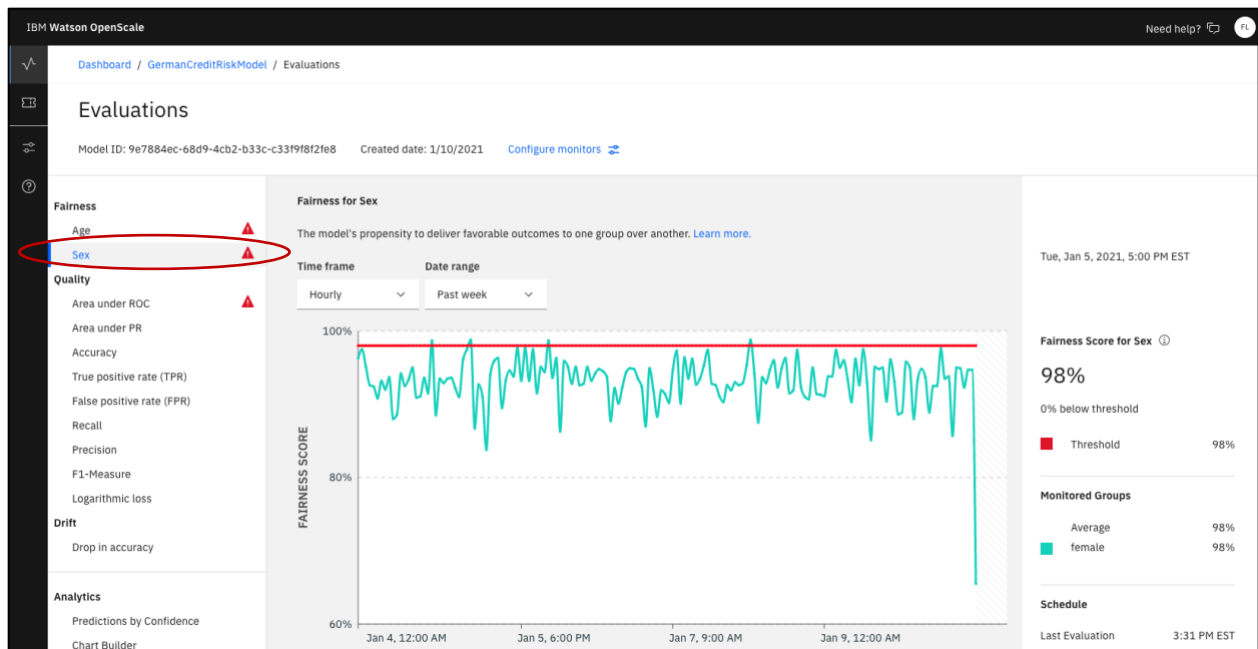 IBM Watson OpenScale
Need help?
FL
Dashboard / GermanCreditRiskModel / Evaluations
Evaluations
Model ID: 9e7884ec-68d9-4cb2-b33c-c33f9f8f2fe8 Created date: 1/10/2021 Configure monitors
Fairness
Age
Sex
Quality
Area under ROC
Area under PR
Accuracy
True positive rate (TPR)
False positive rate (FPR)
Recall
Precision
F1-Measure
Logarithmic loss
Drift
Drop in accuracy
Analytics
Predictions by Confidence
Chart Builder
Fairness for Sex
The model's propensity to deliver favorable outcomes to one group over another. Learn more.
Time frame Date range
Hourly Past week
100%
80%
60%
FAIRNESS SCORE
Jan 4, 12:00 AM Jan 5, 6:00 PM Jan 7, 9:00 AM Jan 9, 12:00 AM
Tue, Jan 5, 2021, 5:00 PM EST
Fairness Score for Sex
98%
0% below threshold
Threshold 98%
Monitored Groups
Average 98%
female 98%
Schedule
Last Evaluation 3:31 PM EST